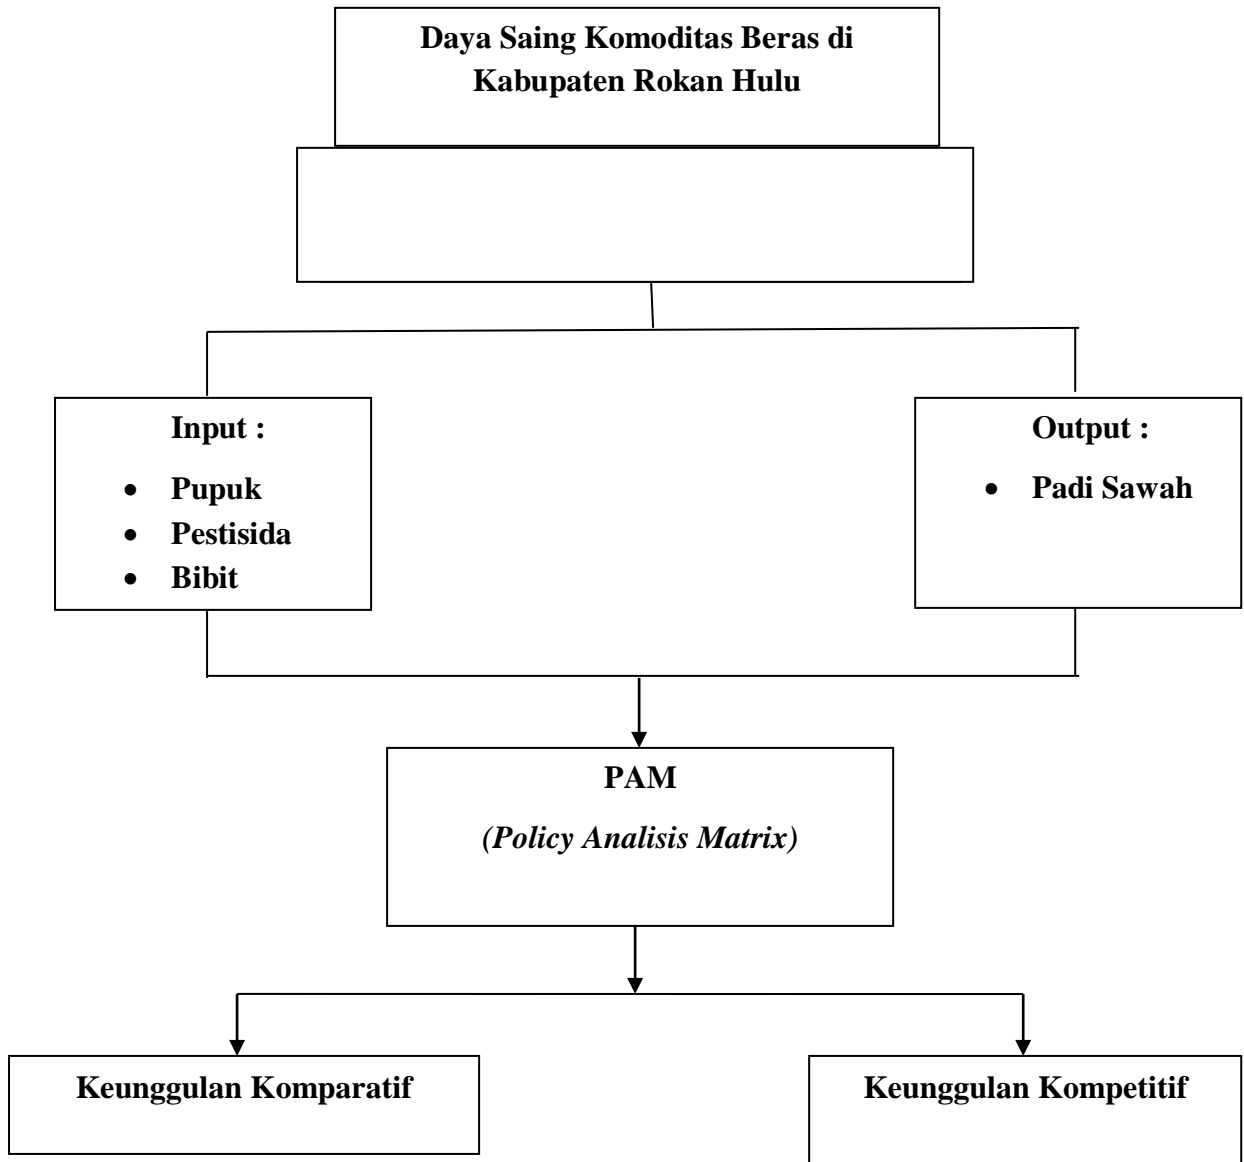 Daya Saing Komoditas Beras di
Kabupaten Rokan Hulu
Input :
• Pupuk
• Pestisida
• Bibit
Output :
• Padi Sawah
PAM
(Policy Analisis Matrix)
Keunggulan Komparatif
Keunggulan Kompetitif